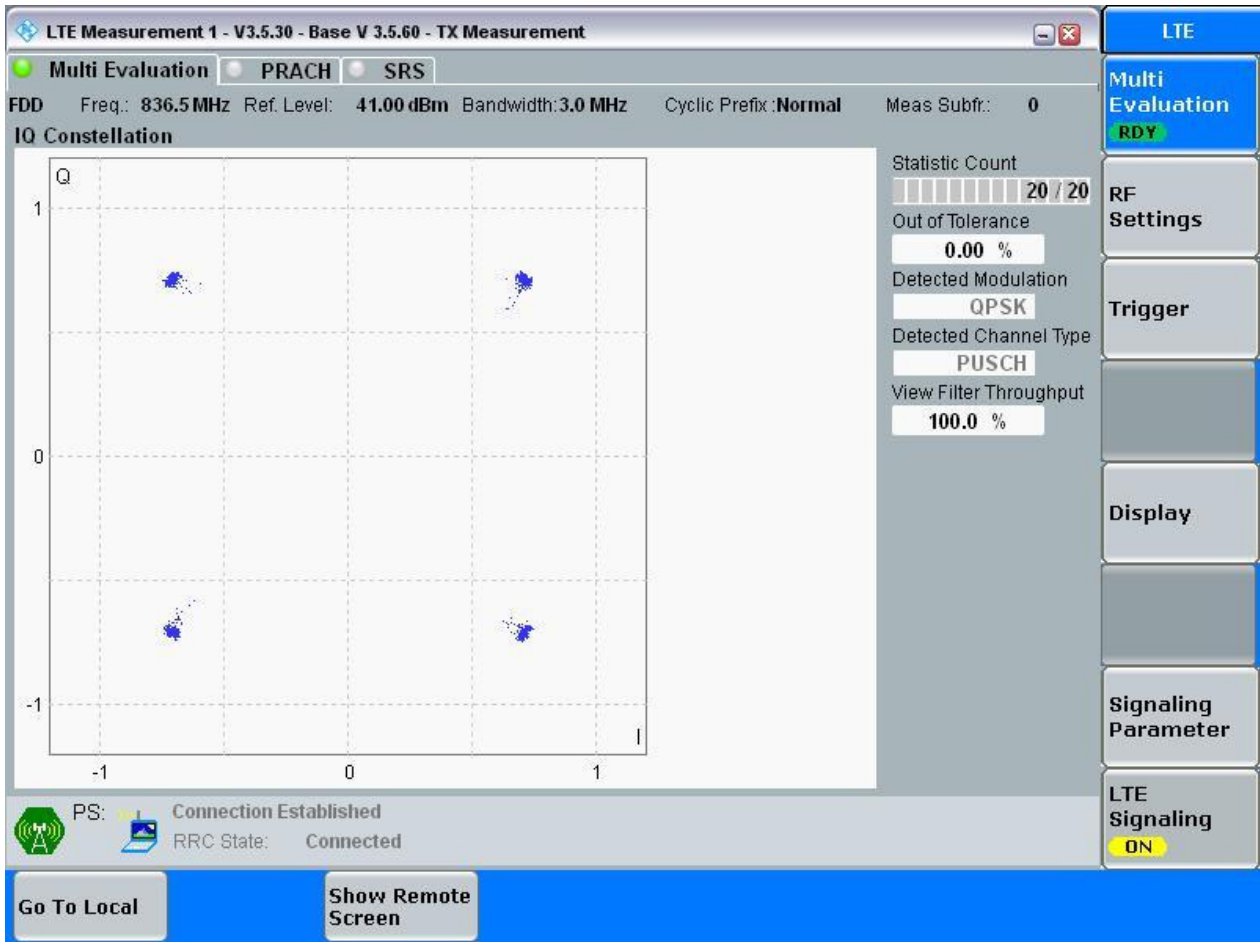 LTE Measurement 1 - V3.5.30 - Base V 3.5.60 - TX Measurement
Multi Evaluation PRACH SRS
FDD Freq.: 836.5 MHz Ref. Level: 41.00 dBm Bandwidth: 3.0 MHz Cyclic Prefix : Normal Meas Subfr.: 0
IQ Constellation
Q
1
0
-1
I
-1 0 1
Statistic Count
20 / 20
Out of Tolerance
0.00 %
Detected Modulation
QPSK
Detected Channel Type
PUSCH
View Filter Throughput
100.0 %
PS: Connection Established
RRC State: Connected
LTE
Multi
Evaluation
RDY
RF
Settings
Trigger
Display
Signaling
Parameter
LTE
Signaling
ON
Go To Local
Show Remote
Screen